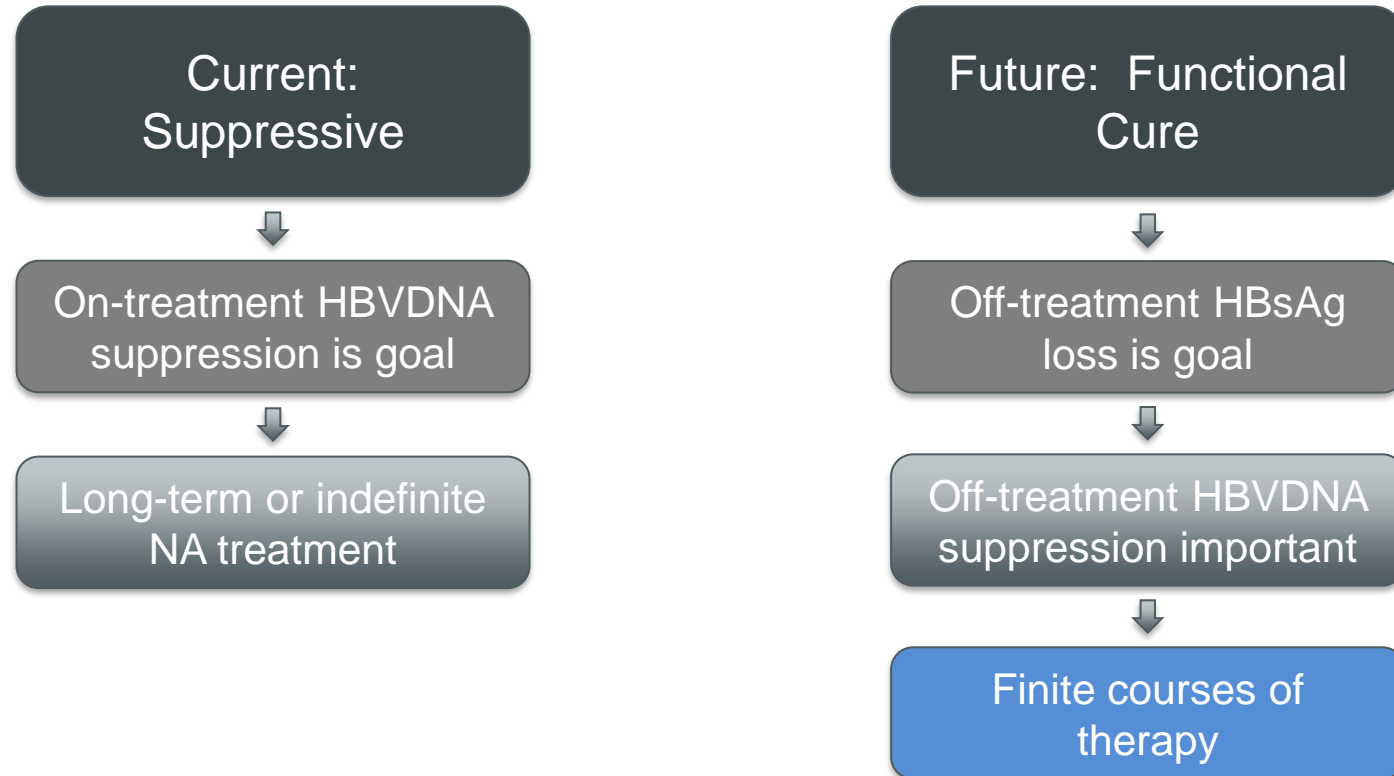 Current:
Suppressive
On-treatment HBVDNA
suppression is goal
Long-term or indefinite
NA treatment
Future:  Functional
Cure
Off-treatment HBsAg
loss is goal
Off-treatment HBVDNA
suppression important
Finite courses of
therapy